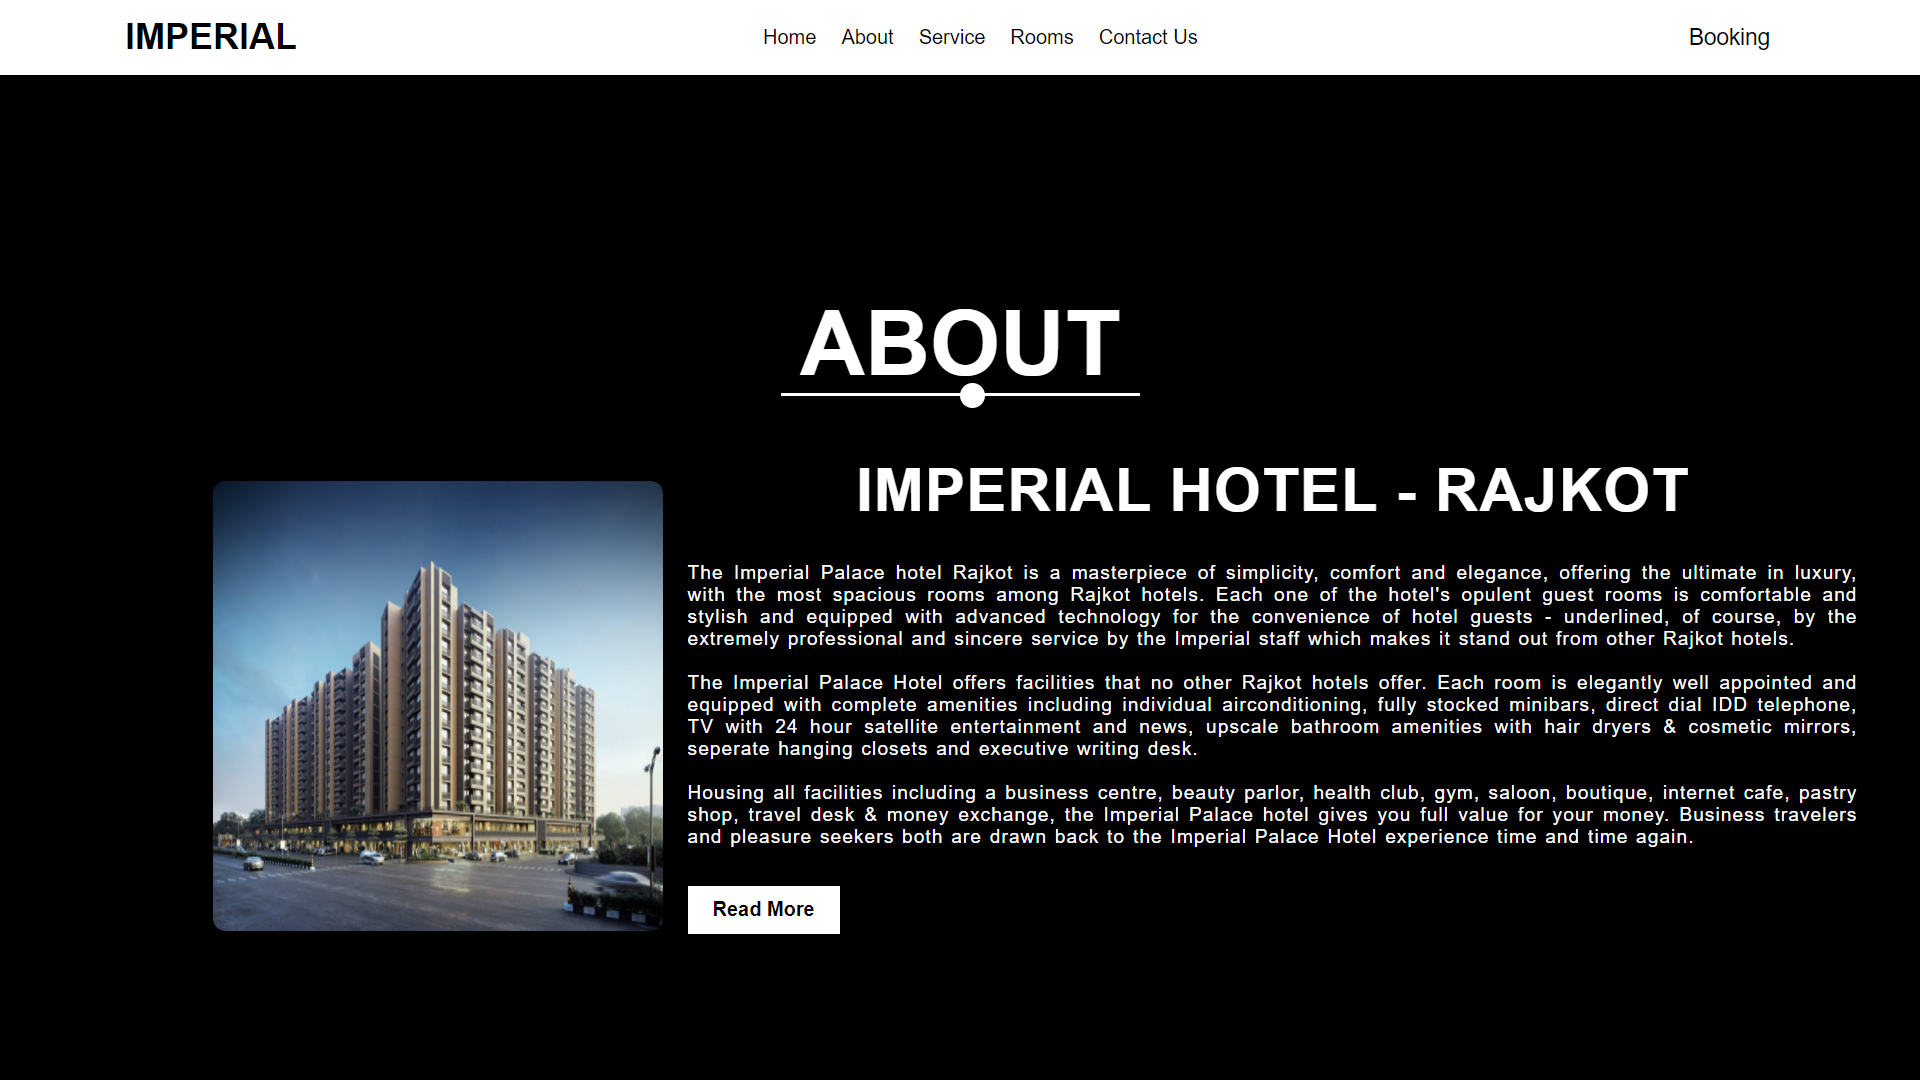 IMPERIAL
Home About Service Rooms Contact Us
Booking
ABOUT
IMPERIAL HOTEL - RAJKOT
The Imperial Palace hotel Rajkot is a masterpiece of simplicity, comfort and elegance, offering the ultimate in luxury,
with the most spacious rooms among Rajkot hotels. Each one of the hotel's opulent guest rooms is comfortable and
stylish and equipped with advanced technology for the convenience of hotel guests - underlined, of course, by the
extremely professional and sincere service by the Imperial staff which makes it stand out from other Rajkot hotels.
The Imperial Palace Hotel offers facilities that no other Rajkot hotels offer. Each room is elegantly well appointed and
equipped with complete amenities including individual airconditioning, fully stocked minibars, direct dial IDD telephone,
TV with 24 hour satellite entertainment and news, upscale bathroom amenities with hair dryers & cosmetic mirrors,
seperate hanging closets and executive writing desk.
Housing all facilities including a business centre, beauty parlor, health club, gym, saloon, boutique, internet cafe, pastry
shop, travel desk & money exchange, the Imperial Palace hotel gives you full value for your money. Business travelers
and pleasure seekers both are drawn back to the Imperial Palace Hotel experience time and time again.
Read More